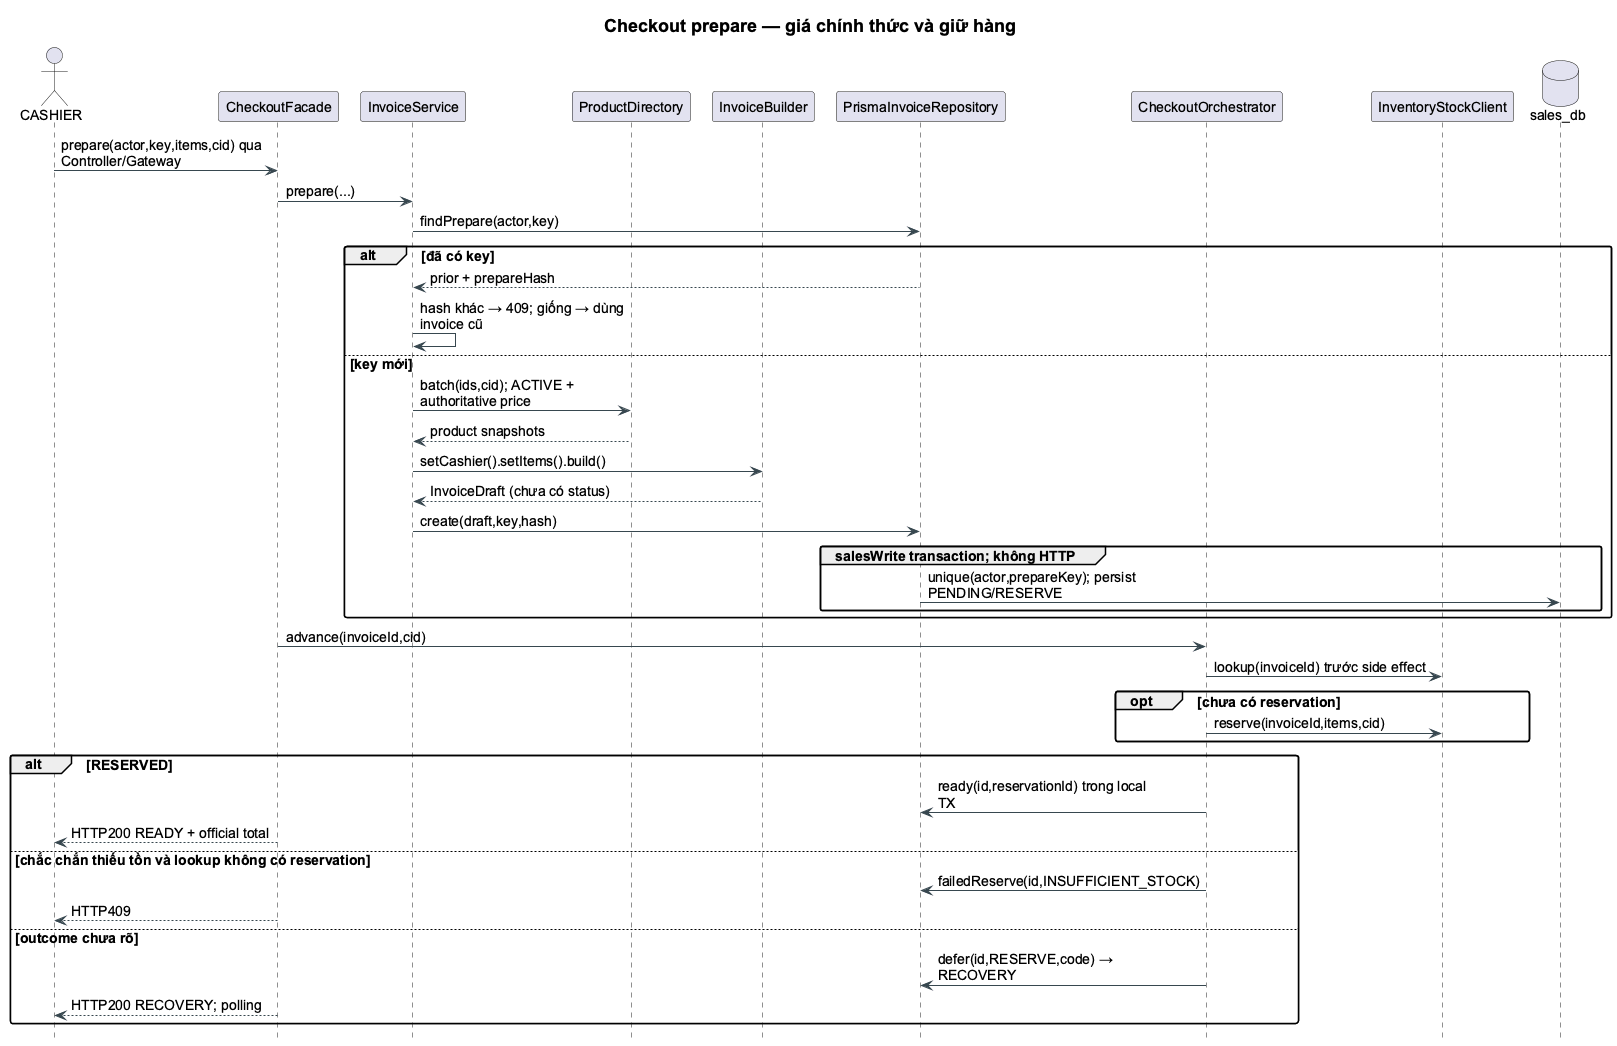 Checkout prepare — giá chính thức và giữ hàng
CASHIER
CheckoutFacade
InvoiceService
ProductDirectory
InvoiceBuilder
PrismaInvoiceRepository
CheckoutOrchestrator
InventoryStockClient
sales_db
prepare(actor,key,items,cid) qua
Controller/Gateway
prepare(...)
findPrepare(actor,key)
alt
[đã có key]
prior + prepareHash
hash khác → 409; giống → dùng
invoice cũ
[key mới]
batch(ids,cid); ACTIVE +
authoritative price
product snapshots
setCashier().setItems().build()
InvoiceDraft (chưa có status)
create(draft,key,hash)
salesWrite transaction; không HTTP
unique(actor,prepareKey); persist
PENDING/RESERVE
advance(invoiceId,cid)
lookup(invoiceId) trước side effect
opt
[chưa có reservation]
reserve(invoiceId,items,cid)
alt
[RESERVED]
ready(id,reservationId) trong local
TX
HTTP200 READY + official total
[chắc chắn thiếu tồn và lookup không có reservation]
failedReserve(id,INSUFFICIENT_STOCK)
HTTP409
[outcome chưa rõ]
defer(id,RESERVE,code) →
RECOVERY
HTTP200 RECOVERY; polling